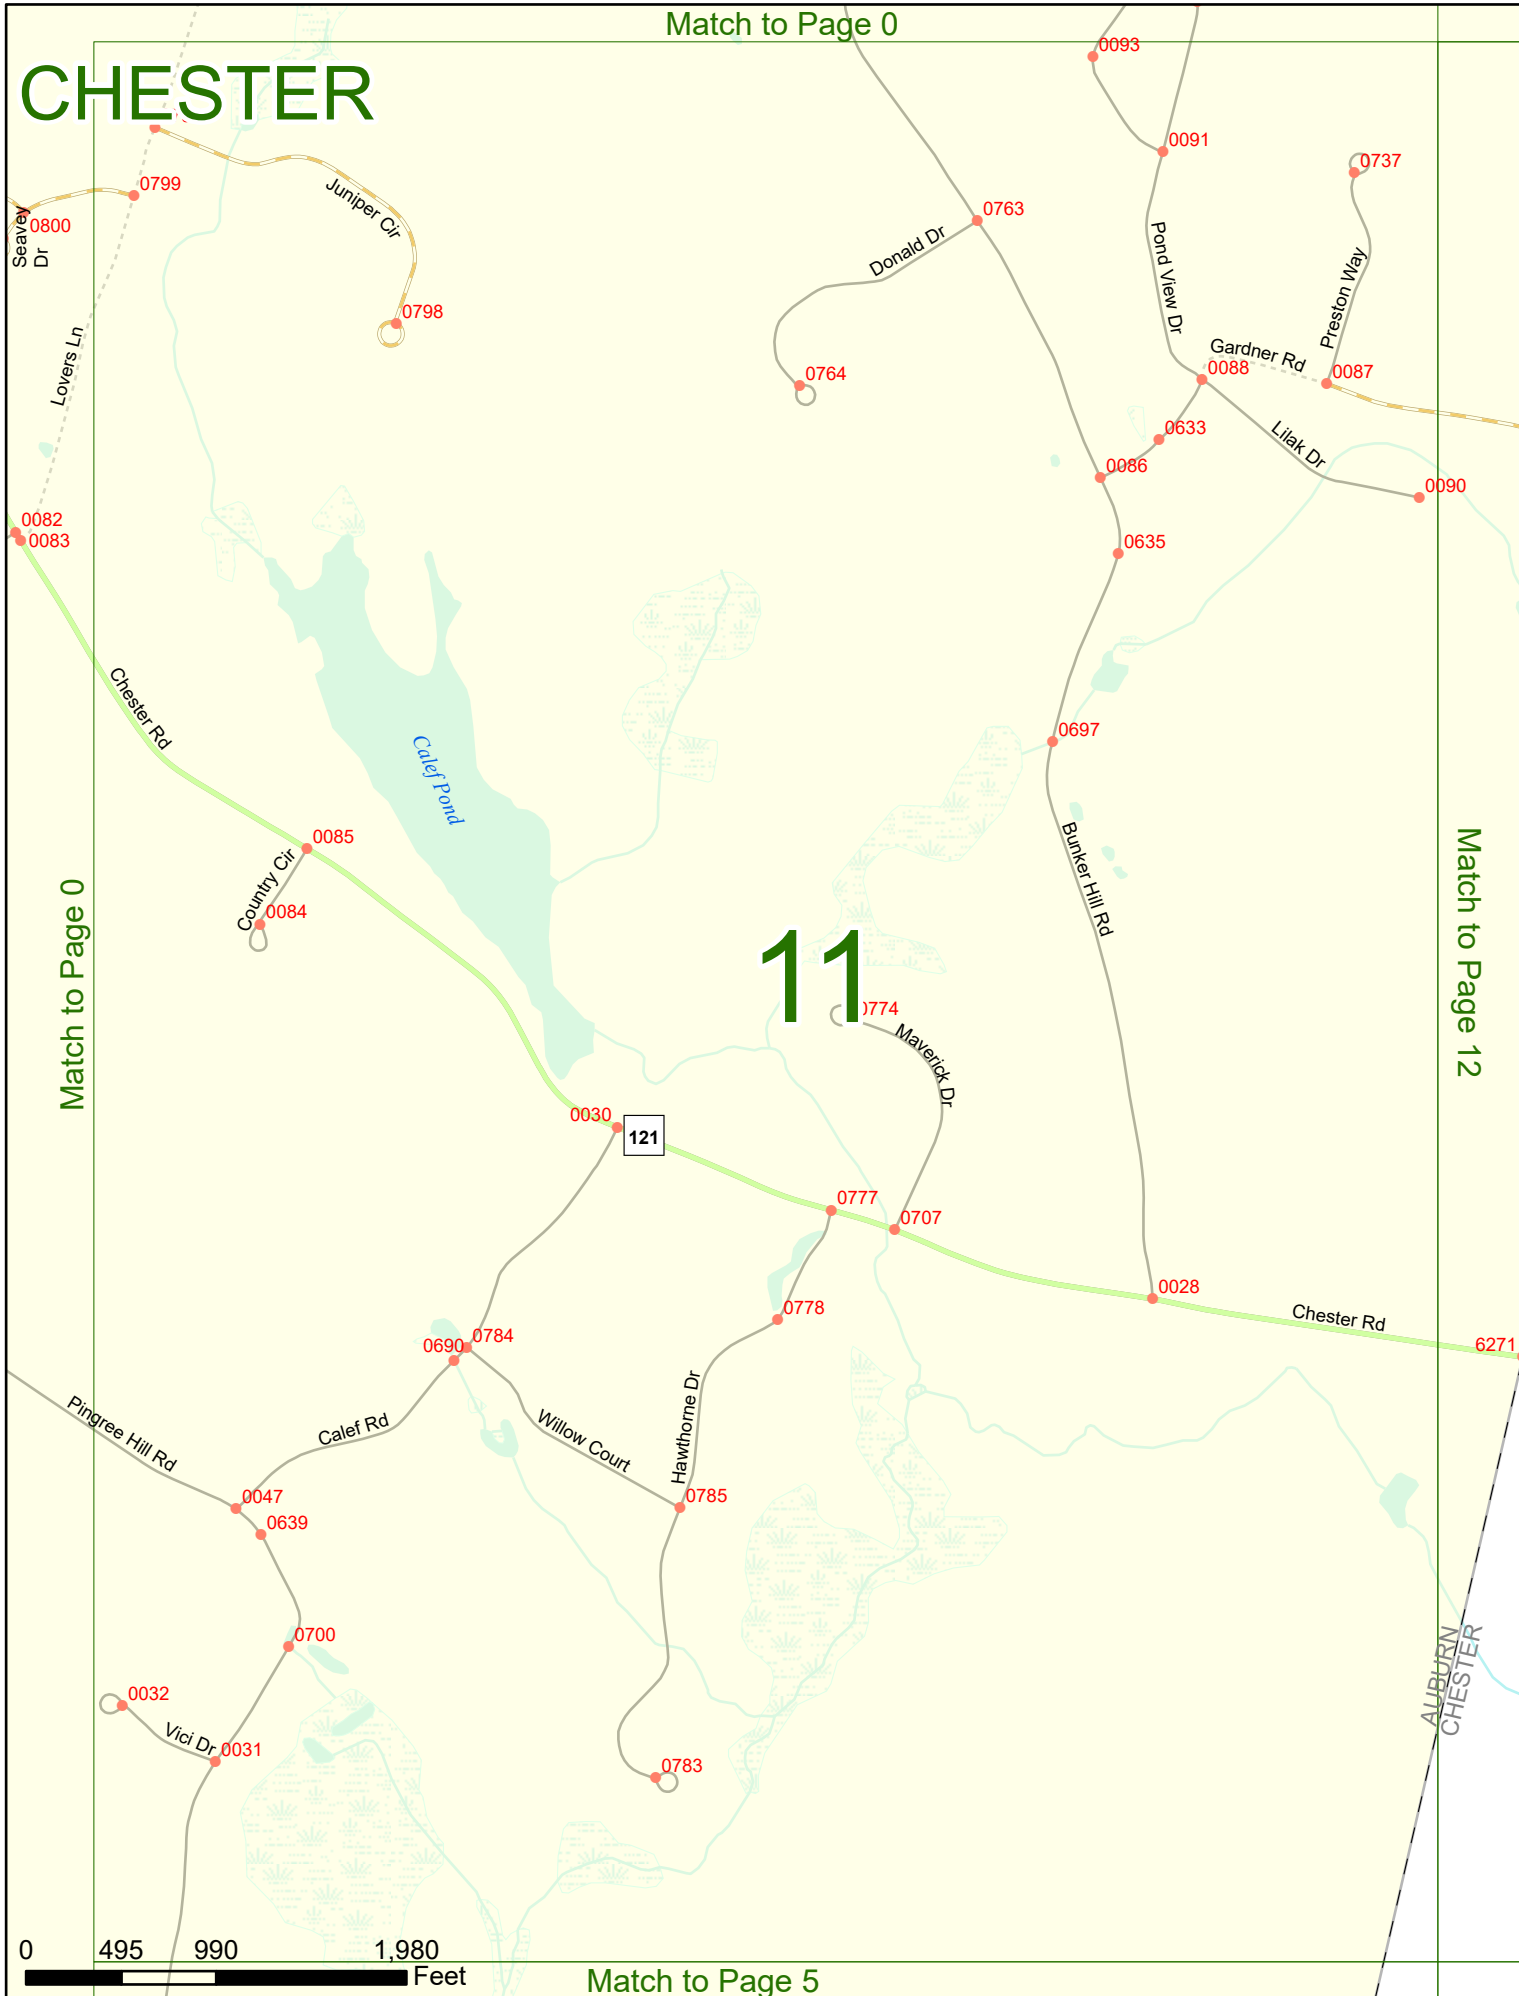 Match to Page 0
CHESTER
0093
0091
0737
0799
0763
0800
Seavey
Dr
Juniper Cir
Donald Dr
Pond View Dr
Preston Way
0798
Lovers Ln
Gardner Rd
0764
0088
0087
0633
Lilak Dr
0086
0090
0082
0083
0635
Chester Rd
0697
Calef Pond
0085
Bunker Hill Rd
Country Cir
0084
Match to Page 0
Match to Page 12
11
0774
Maverick Dr
0030
121
0777
0707
0028
Chester Rd
0778
6271
0784
0690
Pingree Hill Rd
Calef Rd
Willow Court
Hawthorne Dr
0785
0047
0639
0700
AUBURN
CHESTER
0032
Vici Dr
0031
0783
0 495 990 1,980
Feet
Match to Page 5